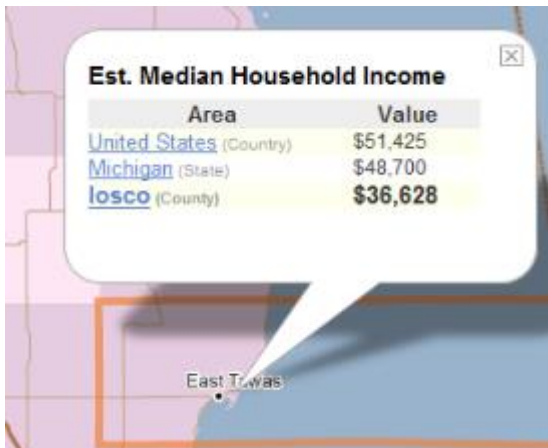 Est. Median Household Income
Area Value
United States (Country) $51,425
Michigan (State) $48,700
Iosco (County) $36,628
East Tawas